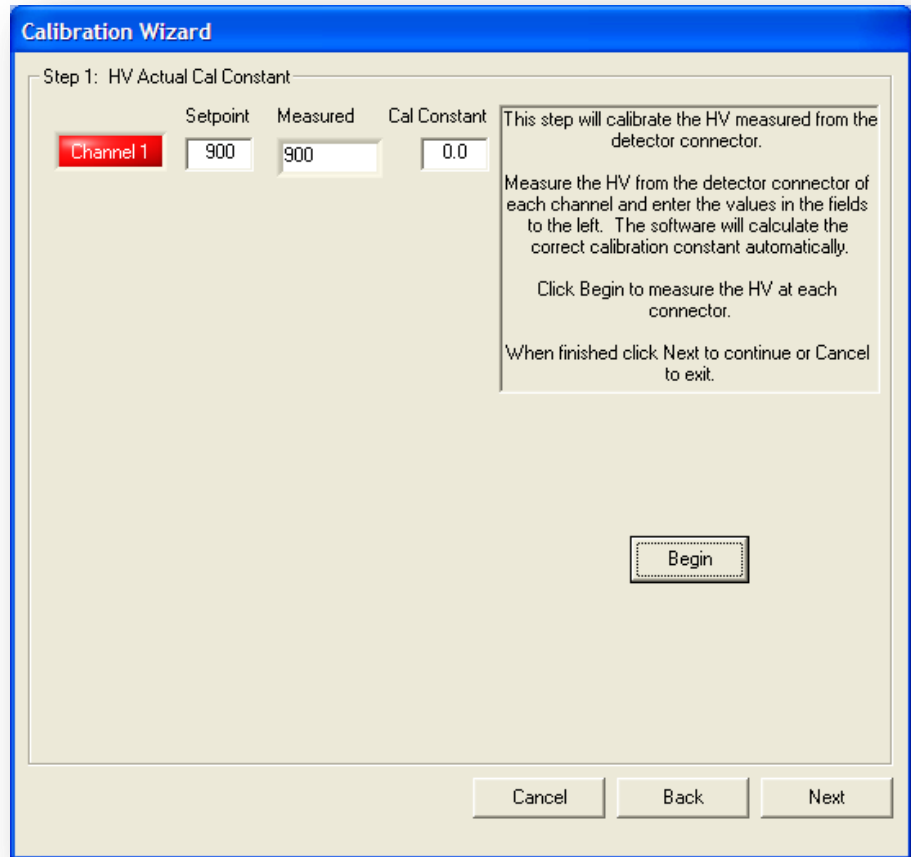 Calibration Wizard
Step 1: HV Actual Cal Constant
Setpoint Measured Cal Constant
Channel 1 900 900 0.0
This step will calibrate the HV measured from the
detector connector.
Measure the HV from the detector connector of
each channel and enter the values in the fields
to the left. The software will calculate the
correct calibration constant automatically.
Click Begin to measure the HV at each
connector.
When finished click Next to continue or Cancel
to exit.
Begin
Cancel Back Next